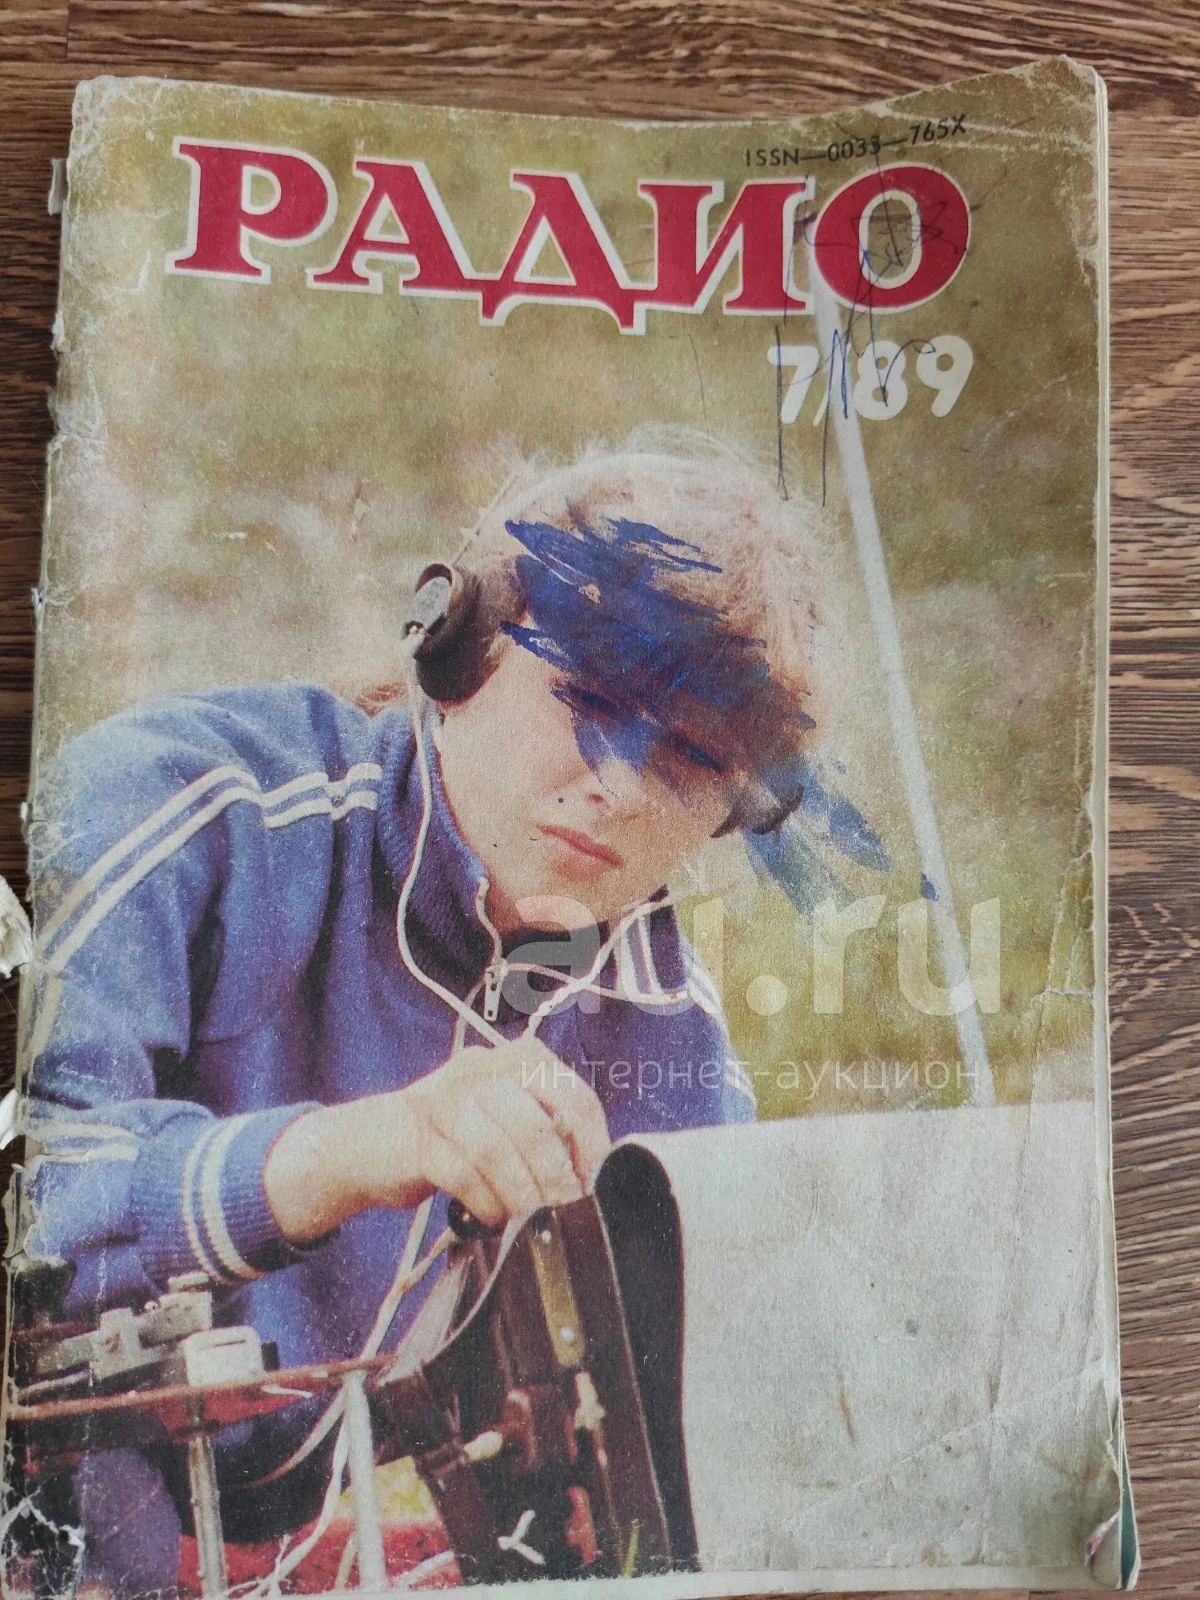 ISSN—0033—765X
РАДИО
7/89
au.ru
интернет-аукцион